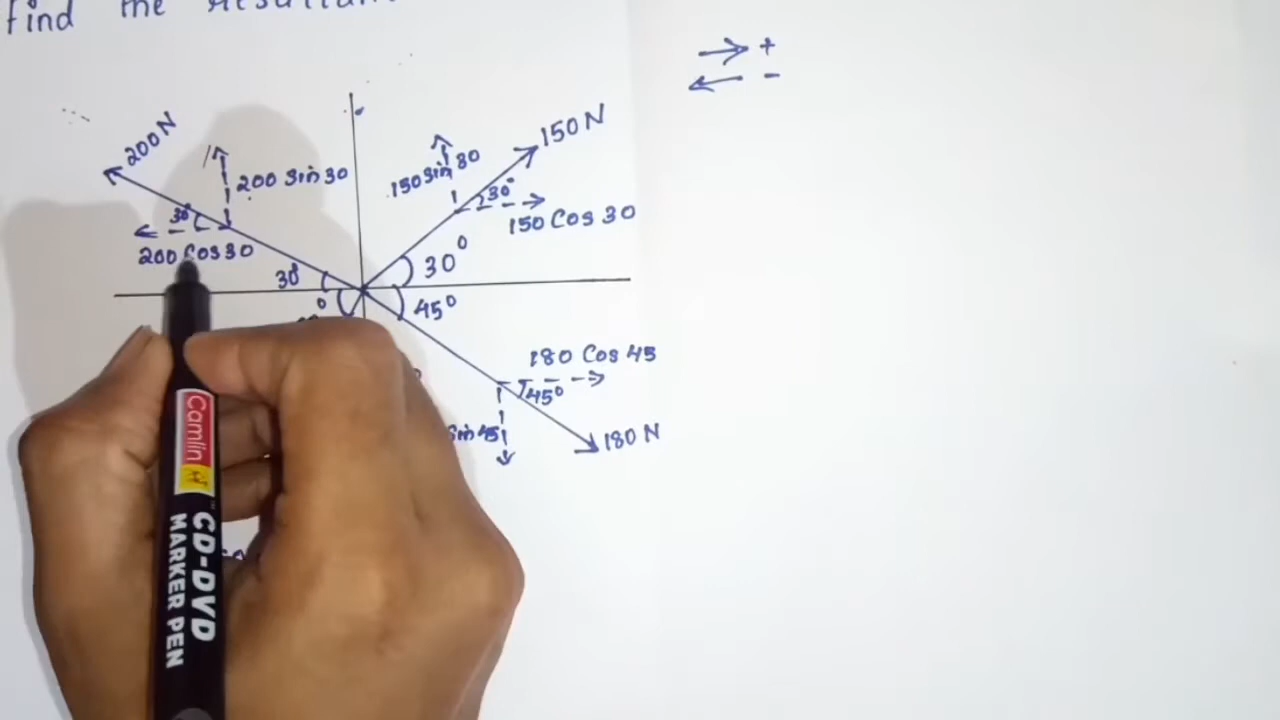 Find the
→ +
← -
200 N
150 N
200 Sin 30
150 Sin 30
30°
30°
150 Cos 30
200 Cos 30
30°
30°
45°
180 Cos 45
45°
Sin 45
180 N
Camlin
CD-DVD
MARKER PEN